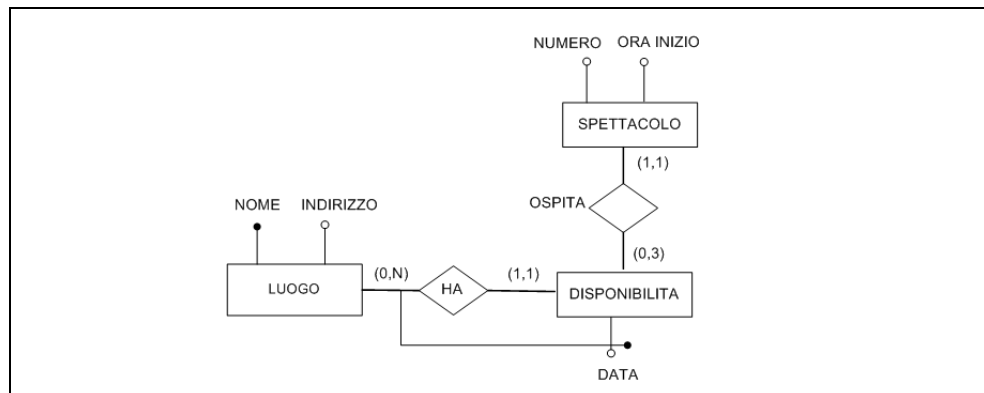 NUMERO ORA INIZIO
SPETTACOLO
(1,1)
OSPITA
NOME INDIRIZZO
(0,3)
(0,N) (1,1)
LUOGO HA DISPONIBILITA
DATA